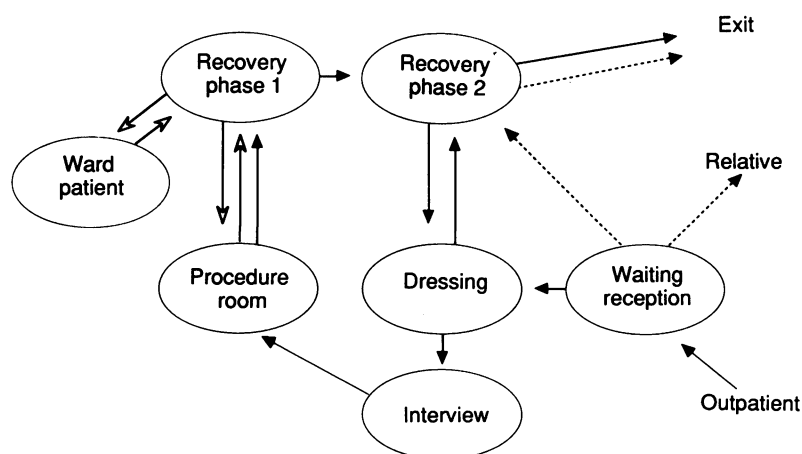 Exit
Recovery
phase 1
Recovery
phase 2
Ward
patient
Relative
Procedure
room
Dressing
Waiting
reception
Interview
Outpatient